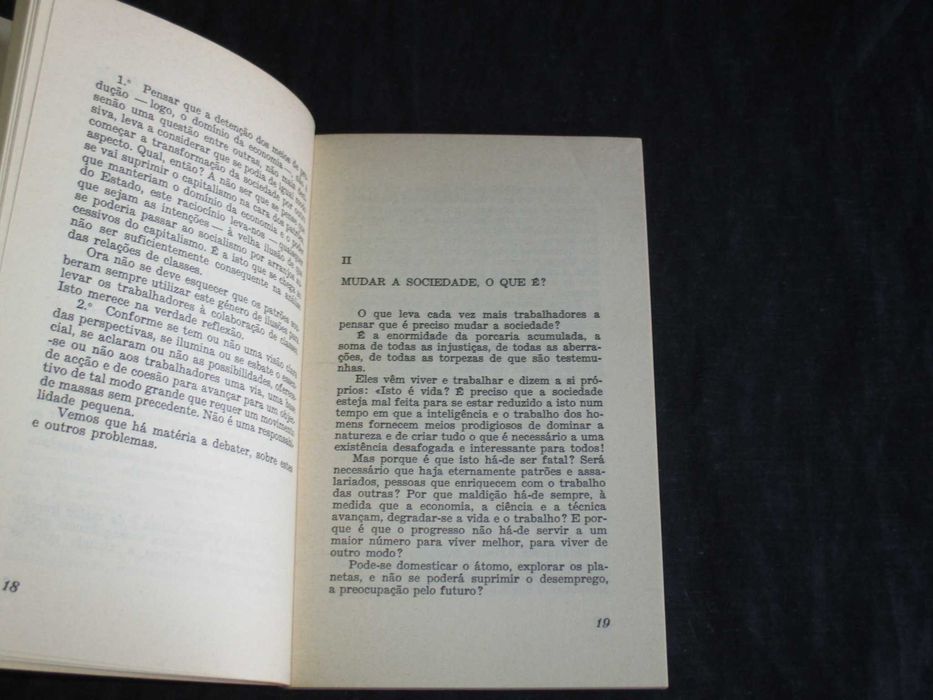 1.º Pensar que a detenção dos meios de pro-
dução — logo, o domínio da economia —, não é
senão uma questão entre outras, não mais deci-
siva, leva a considerar que se podia de igual modo
começar a transformação da sociedade por outro
aspecto. Qual, então? A não ser que se pense que
se vai suprimir o capitalismo na cara dos patrões
que manteriam o domínio da economia e o poder
do Estado, este raciocínio leva-nos — quaisquer
que sejam as intenções — à velha ilusão de que
se poderia passar ao socialismo por arranjos su-
cessivos do capitalismo. É a isto que se chega ao
não ser suficientemente consequente na análise
das relações de classes.
Ora não se deve esquecer que os patrões sou-
beram sempre utilizar este género de ilusões para
levar os trabalhadores à colaboração de classes.
Isto merece na verdade reflexão.
2.º Conforme se tem ou não uma visão clara
das perspectivas, se ilumina ou se esbate o essen-
cial, se aclaram ou não as possibilidades, oferece-
-se ou não aos trabalhadores uma via, uma base
de acção e de coesão para avançar para um objec-
tivo de tal modo grande que requer um movimento
de massas sem precedente. Não é uma responsabi-
lidade pequena.
Vemos que há matéria a debater, sobre estes
e outros problemas.
18
II
MUDAR A SOCIEDADE, O QUE É?
O que leva cada vez mais trabalhadores a
pensar que é preciso mudar a sociedade?
É a enormidade da porcaria acumulada, a
soma de todas as injustiças, de todas as aberra-
ções, de todas as torpezas de que são testemu-
nhas.
Eles vêm viver e trabalhar e dizem a si pró-
prios: «Isto é vida? É preciso que a sociedade
esteja mal feita para se estar reduzido a isto num
tempo em que a inteligência e o trabalho dos ho-
mens fornecem meios prodigiosos de dominar a
natureza e de criar tudo o que é necessário a uma
existência desafogada e interessante para todos!
Mas porque é que isto há-de ser fatal? Será
necessário que haja eternamente patrões e assa-
lariados, pessoas que enriquecem com o trabalho
das outras? Por que maldição há-de sempre, à
medida que a economia, a ciência e a técnica
avançam, degradar-se a vida e o trabalho? E por-
que é que o progresso não há-de servir a um
maior número para viver melhor, para viver de
outro modo?
Pode-se domesticar o átomo, explorar os pla-
netas, e não se poderá suprimir o desemprego,
a preocupação pelo futuro?
19